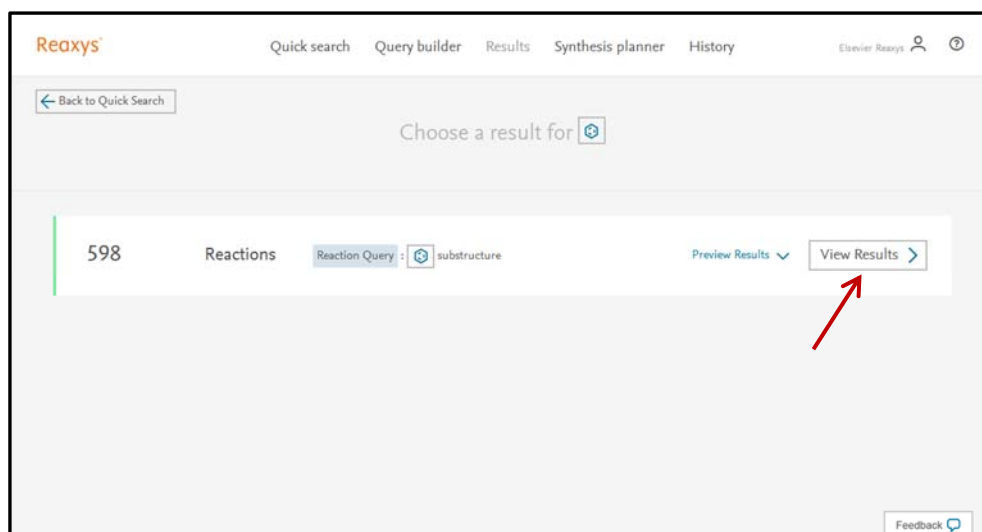 Reaxys
Quick search Query builder Results Synthesis planner History Elsevier Reaxys
Back to Quick Search
Choose a result for
598 Reactions Reaction Query : substructure Preview Results View Results
Feedback